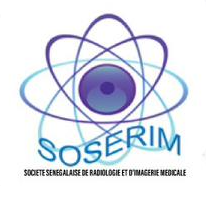 SOSERIM
SOCIETE SENEGALAISE DE RADIOLOGIE ET D'IMAGERIE MEDICALE